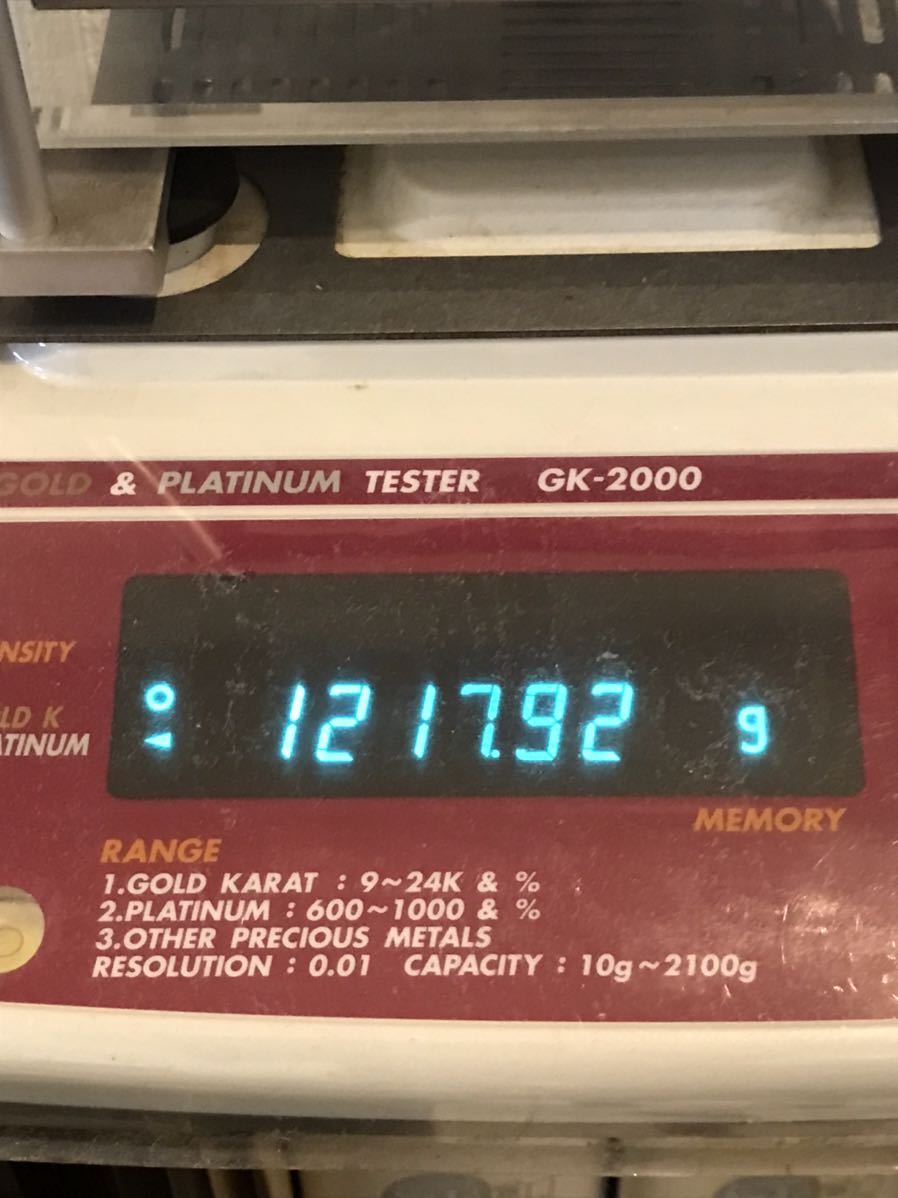 GOLD & PLATINUM TESTER GK-2000
NSITY
LD K
ATINUM
1217.92 g
MEMORY
RANGE
1.GOLD KARAT : 9~24K & %
2.PLATINUM : 600~1000 & %
3.OTHER PRECIOUS METALS
RESOLUTION : 0.01 CAPACITY : 10g~2100g